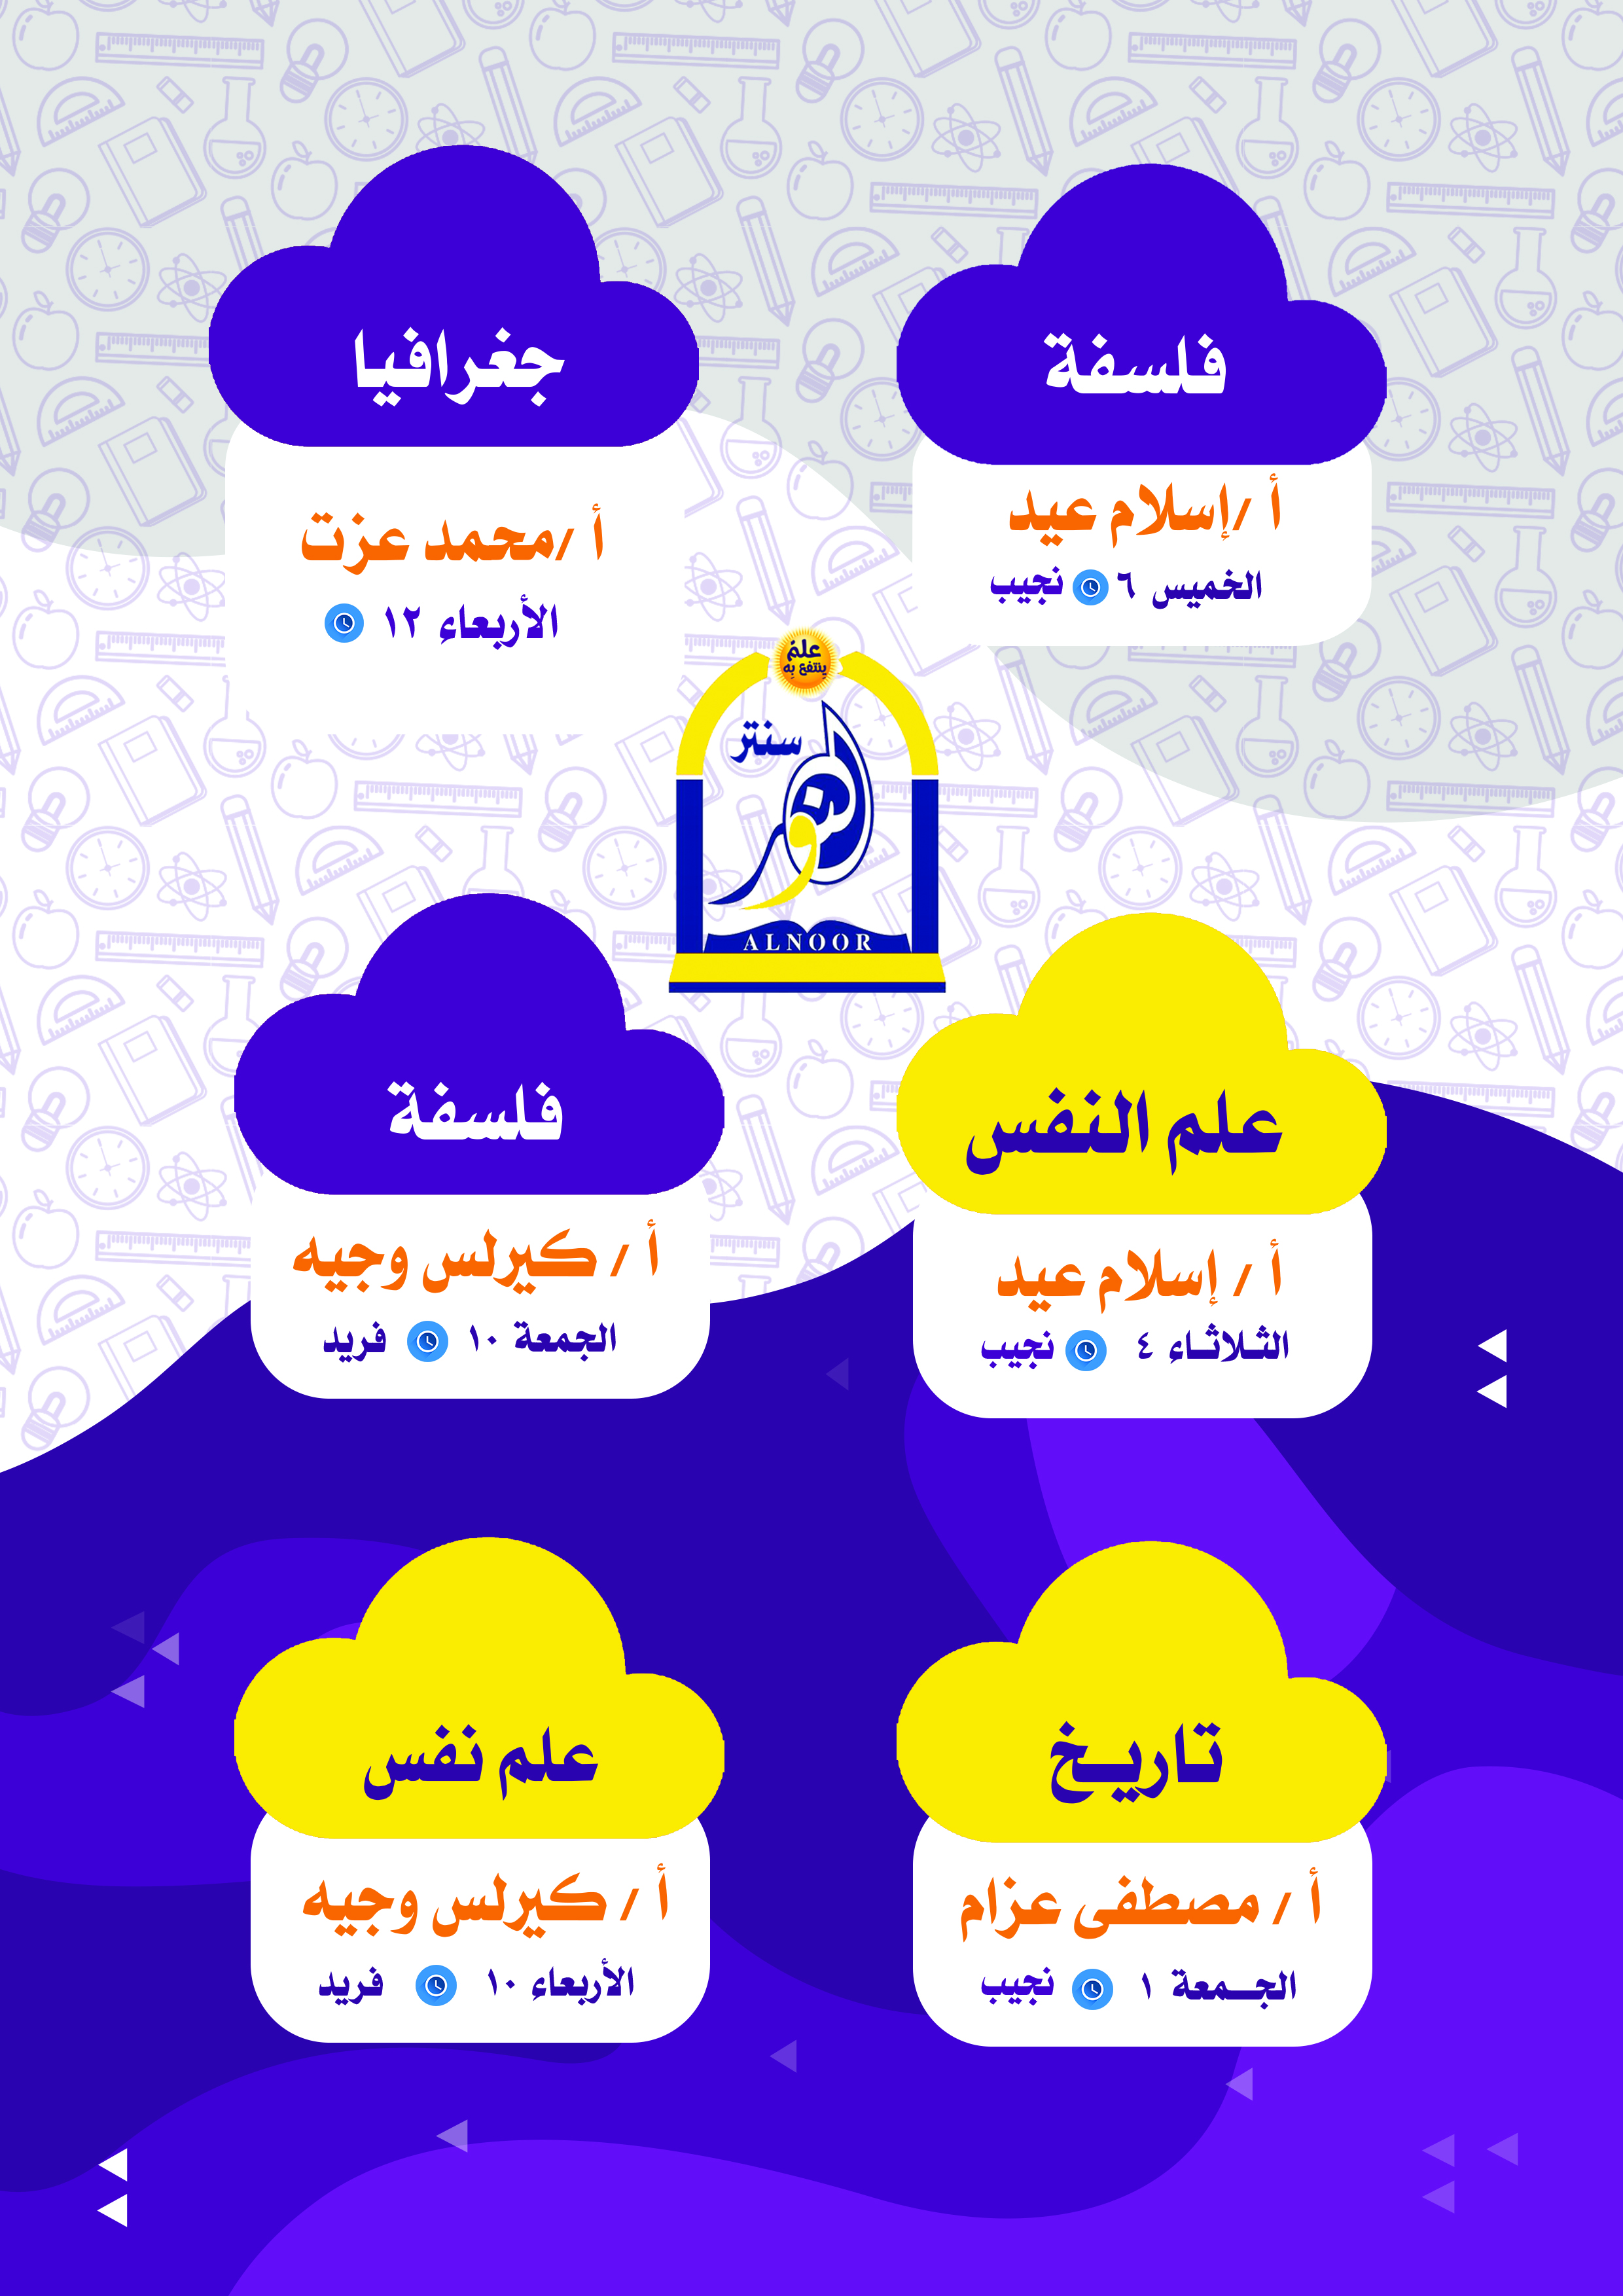 فلسفة
أ /إسلام عيد
الخميس ٦ نجيب
جغرافيا
أ /محمد عزت
الأربعاء ١٢
علم
ينتفع به
سنتر
النور
ALNOOR
علم النفس
أ / إسلام عيد
الثلاثاء ٤ نجيب
فلسفة
أ / كيرلس وجيه
الجمعة ١٠ فريد
تاريخ
أ / مصطفى عزام
الجمعة ١ نجيب
علم نفس
أ / كيرلس وجيه
الأربعاء ١٠ فريد